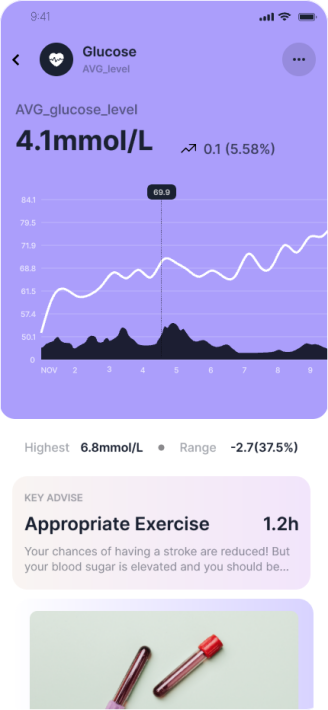 9:41
Glucose
AVG_level
AVG_glucose_level
4.1mmol/L
0.1 (5.58%)
69.9
84.1
79.5
71.9
68.8
61.5
57.4
50.1
0
NOV 2 3 4 5 6 7 8 9
Highest 6.8mmol/L Range -2.7(37.5%)
KEY ADVISE
Appropriate Exercise 1.2h
Your chances of having a stroke are reduced! But
your blood sugar is elevated and you should be...